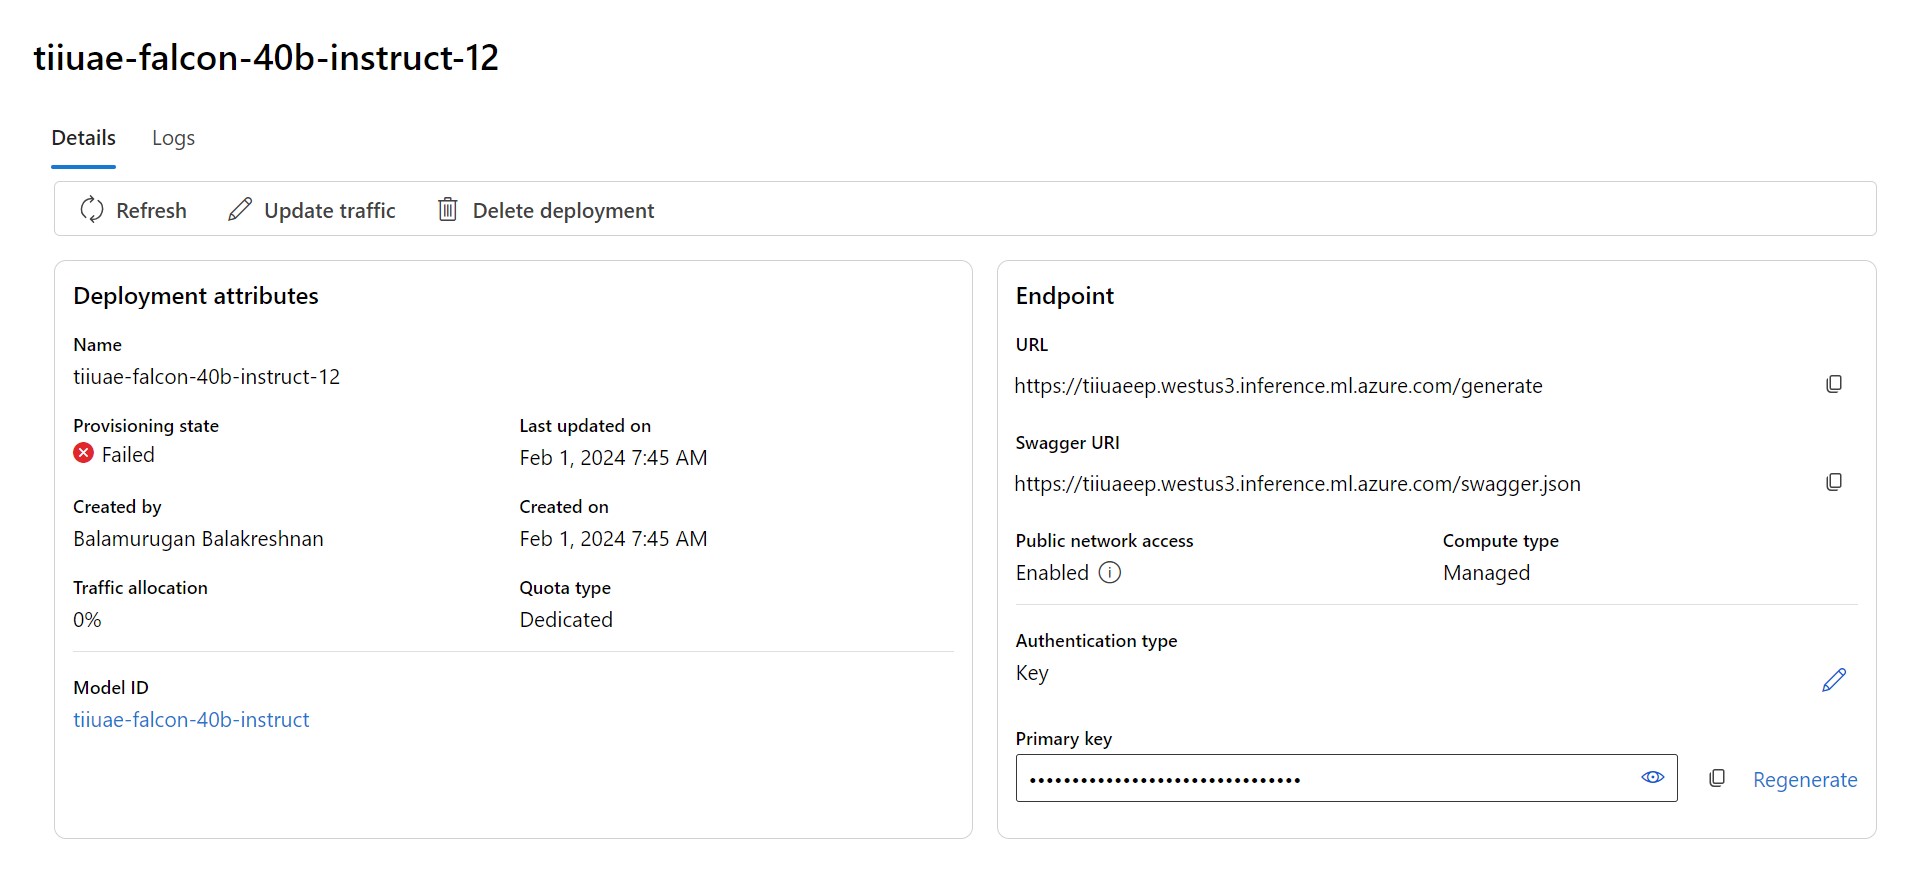 tiiuae-falcon-40b-instruct-12
Details Logs
Refresh Update traffic Delete deployment
Deployment attributes
Name
tiiuae-falcon-40b-instruct-12
Provisioning state Last updated on
Failed Feb 1, 2024 7:45 AM
Created by Created on
Balamurugan Balakreshnan Feb 1, 2024 7:45 AM
Traffic allocation Quota type
0% Dedicated
Model ID
tiiuae-falcon-40b-instruct
Endpoint
URL
https://tiiuaeep.westus3.inference.ml.azure.com/generate
Swagger URI
https://tiiuaeep.westus3.inference.ml.azure.com/swagger.json
Public network access Compute type
Enabled Managed
Authentication type
Key
Primary key
•••••••••••••••••••••••••••••••• Regenerate